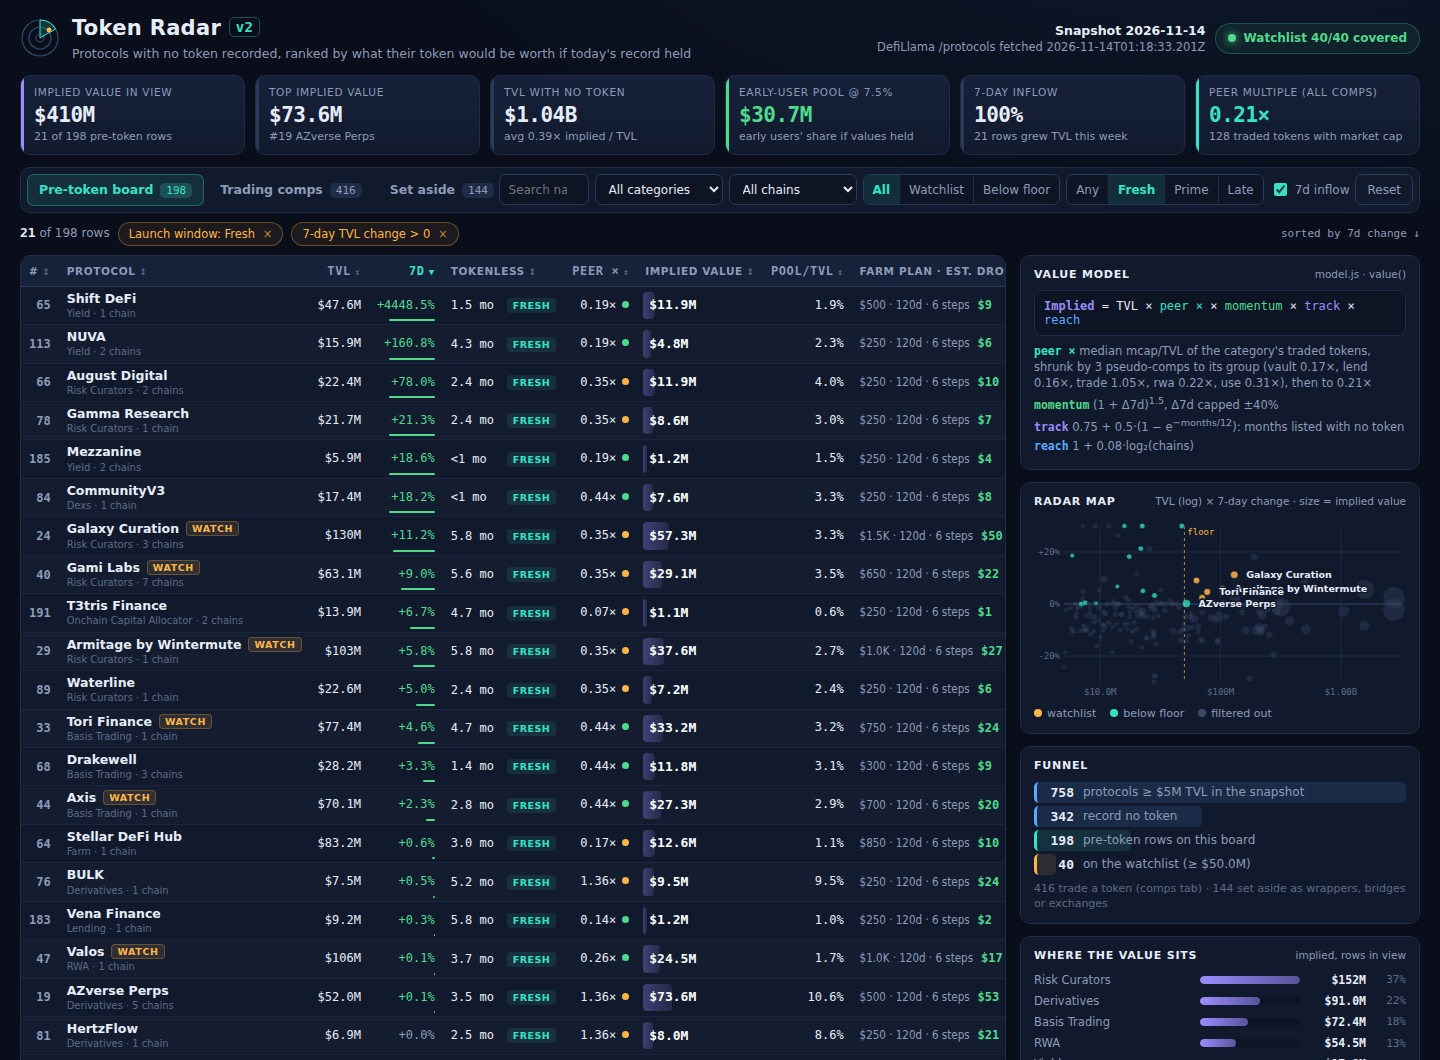 Token Radar v2
Protocols with no token recorded, ranked by what their token would be worth if today's record held
Snapshot 2026-11-14
DefiLlama /protocols fetched 2026-11-14T01:18:33.201Z
Watchlist 40/40 covered
IMPLIED VALUE IN VIEW
$410M
21 of 198 pre-token rows
TOP IMPLIED VALUE
$73.6M
#19 AZverse Perps
TVL WITH NO TOKEN
$1.04B
avg 0.39× implied / TVL
EARLY-USER POOL @ 7.5%
$30.7M
early users' share if values held
7-DAY INFLOW
100%
21 rows grew TVL this week
PEER MULTIPLE (ALL COMPS)
0.21×
128 traded tokens with market cap
Pre-token board 198 Trading comps 416 Set aside 144 Search na All categories All chains All Watchlist Below floor Any Fresh Prime Late 7d inflow Reset
21 of 198 rows Launch window: Fresh × 7-day TVL change > 0 × sorted by 7d change ↓
# ↕ PROTOCOL ↕ TVL ↕ 7D ▼ TOKENLESS ↕ PEER × ↕ IMPLIED VALUE ↕ POOL/TVL ↕ FARM PLAN · EST. DRO
65 Shift DeFi $47.6M +4448.5% 1.5 mo FRESH 0.19× $11.9M 1.9% $500 · 120d · 6 steps $9
Yield · 1 chain
113 NUVA $15.9M +160.8% 4.3 mo FRESH 0.19× $4.8M 2.3% $250 · 120d · 6 steps $6
Yield · 2 chains
66 August Digital $22.4M +78.0% 2.4 mo FRESH 0.35× $11.9M 4.0% $250 · 120d · 6 steps $10
Risk Curators · 2 chains
78 Gamma Research $21.7M +21.3% 2.4 mo FRESH 0.35× $8.6M 3.0% $250 · 120d · 6 steps $7
Risk Curators · 1 chain
185 Mezzanine $5.9M +18.6% <1 mo FRESH 0.19× $1.2M 1.5% $250 · 120d · 6 steps $4
Yield · 2 chains
84 CommunityV3 $17.4M +18.2% <1 mo FRESH 0.44× $7.6M 3.3% $250 · 120d · 6 steps $8
Dexs · 1 chain
24 Galaxy Curation WATCH $130M +11.2% 5.8 mo FRESH 0.35× $57.3M 3.3% $1.5K · 120d · 6 steps $50
Risk Curators · 3 chains
40 Gami Labs WATCH $63.1M +9.0% 5.6 mo FRESH 0.35× $29.1M 3.5% $650 · 120d · 6 steps $22
Risk Curators · 7 chains
191 T3tris Finance $13.9M +6.7% 4.7 mo FRESH 0.07× $1.1M 0.6% $250 · 120d · 6 steps $1
Onchain Capital Allocator · 2 chains
29 Armitage by Wintermute WATCH $103M +5.8% 5.8 mo FRESH 0.35× $37.6M 2.7% $1.0K · 120d · 6 steps $27
Risk Curators · 1 chain
89 Waterline $22.6M +5.0% 2.4 mo FRESH 0.35× $7.2M 2.4% $250 · 120d · 6 steps $6
Risk Curators · 1 chain
33 Tori Finance WATCH $77.4M +4.6% 4.7 mo FRESH 0.44× $33.2M 3.2% $750 · 120d · 6 steps $24
Basis Trading · 1 chain
68 Drakewell $28.2M +3.3% 1.4 mo FRESH 0.44× $11.8M 3.1% $300 · 120d · 6 steps $9
Basis Trading · 3 chains
44 Axis WATCH $70.1M +2.3% 2.8 mo FRESH 0.44× $27.3M 2.9% $700 · 120d · 6 steps $20
Basis Trading · 1 chain
64 Stellar DeFi Hub $83.2M +0.6% 3.0 mo FRESH 0.17× $12.6M 1.1% $850 · 120d · 6 steps $10
Farm · 1 chain
76 BULK $7.5M +0.5% 5.2 mo FRESH 1.36× $9.5M 9.5% $250 · 120d · 6 steps $24
Derivatives · 1 chain
183 Vena Finance $9.2M +0.3% 5.8 mo FRESH 0.14× $1.2M 1.0% $250 · 120d · 6 steps $2
Lending · 1 chain
47 Valos WATCH $106M +0.1% 3.7 mo FRESH 0.26× $24.5M 1.7% $1.0K · 120d · 6 steps $17
RWA · 1 chain
19 AZverse Perps $52.0M +0.1% 3.5 mo FRESH 1.36× $73.6M 10.6% $500 · 120d · 6 steps $53
Derivatives · 5 chains
81 HertzFlow $6.9M +0.0% 2.5 mo FRESH 1.36× $8.0M 8.6% $250 · 120d · 6 steps $21
Derivatives · 1 chain
VALUE MODEL model.js · value()
Implied = TVL × peer × × momentum × track ×
reach
peer × median mcap/TVL of the category's traded tokens,
shrunk by 3 pseudo-comps to its group (vault 0.17×, lend
0.16×, trade 1.05×, rwa 0.22×, use 0.31×), then to 0.21×
momentum (1 + Δ7d)^1.5, Δ7d capped ±40%
track 0.75 + 0.5·(1 − e^−months/12): months listed with no token
reach 1 + 0.08·log₂(chains)
RADAR MAP TVL (log) × 7-day change · size = implied value
floor
+20%
Galaxy Curation
Armitage by Wintermute
Tori Finance
0%
AZverse Perps
-20%
$10.0M $100M $1.00B
watchlist below floor filtered out
FUNNEL
758 protocols ≥ $5M TVL in the snapshot
342 record no token
198 pre-token rows on this board
40 on the watchlist (≥ $50.0M)
416 trade a token (comps tab) · 144 set aside as wrappers, bridges
or exchanges
WHERE THE VALUE SITS implied, rows in view
Risk Curators $152M 37%
Derivatives $91.0M 22%
Basis Trading $72.4M 18%
RWA $54.5M 13%